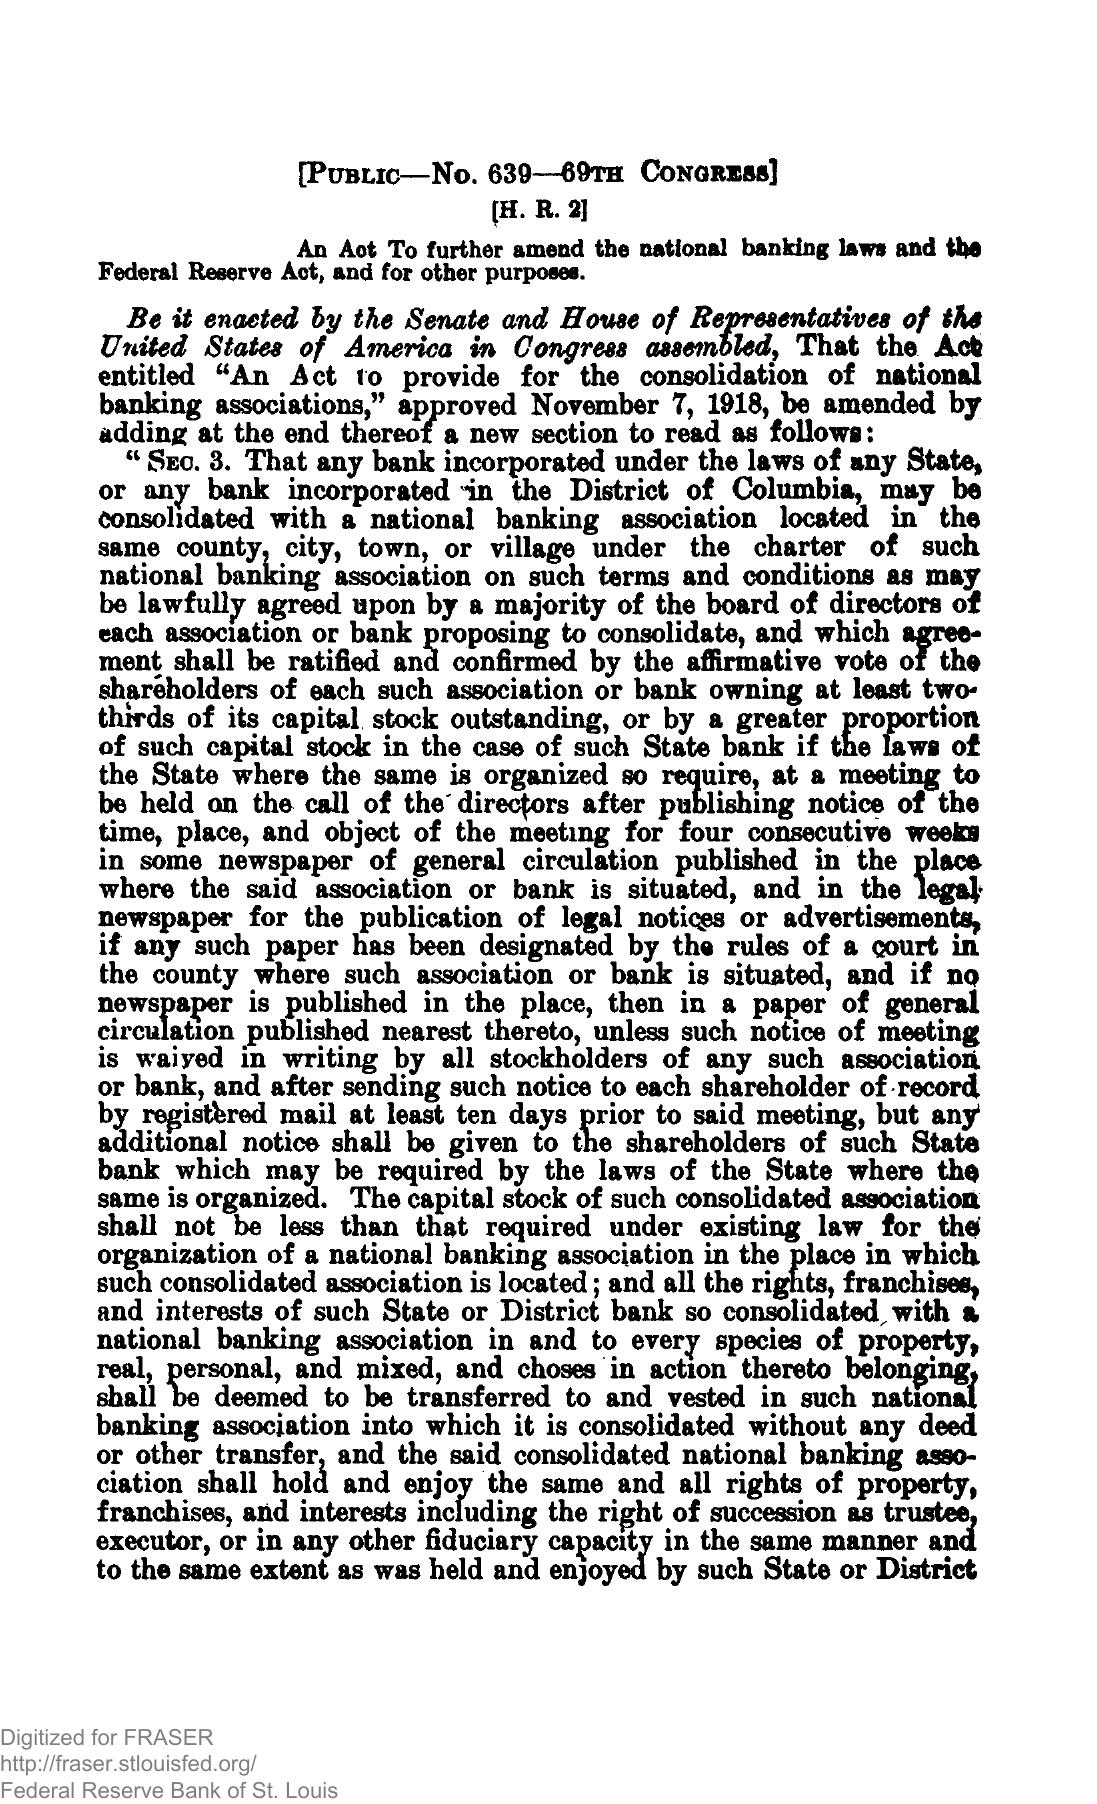 [PUBLIC—No. 639—69TH CONGRESS]
[H. R. 2]
An Act To further amend the national banking laws and the
Federal Reserve Act, and for other purposes.
Be it enacted by the Senate and House of Representatives of the
United States of America in Congress assembled, That the Act
entitled “An Act to provide for the consolidation of national
banking associations,” approved November 7, 1918, be amended by
adding at the end thereof a new section to read as follows:
“ SEC. 3. That any bank incorporated under the laws of any State,
or any bank incorporated in the District of Columbia, may be
consolidated with a national banking association located in the
same county, city, town, or village under the charter of such
national banking association on such terms and conditions as may
be lawfully agreed upon by a majority of the board of directors of
each association or bank proposing to consolidate, and which agree-
ment shall be ratified and confirmed by the affirmative vote of the
shareholders of each such association or bank owning at least two-
thirds of its capital stock outstanding, or by a greater proportion
of such capital stock in the case of such State bank if the laws of
the State where the same is organized so require, at a meeting to
be held on the call of the directors after publishing notice of the
time, place, and object of the meeting for four consecutive weeks
in some newspaper of general circulation published in the place
where the said association or bank is situated, and in the legal
newspaper for the publication of legal notices or advertisements,
if any such paper has been designated by the rules of a court in
the county where such association or bank is situated, and if no
newspaper is published in the place, then in a paper of general
circulation published nearest thereto, unless such notice of meeting
is waived in writing by all stockholders of any such association
or bank, and after sending such notice to each shareholder of record
by registered mail at least ten days prior to said meeting, but any
additional notice shall be given to the shareholders of such State
bank which may be required by the laws of the State where the
same is organized. The capital stock of such consolidated association
shall not be less than that required under existing law for the
organization of a national banking association in the place in which
such consolidated association is located; and all the rights, franchises,
and interests of such State or District bank so consolidated with a
national banking association in and to every species of property,
real, personal, and mixed, and choses in action thereto belonging,
shall be deemed to be transferred to and vested in such national
banking association into which it is consolidated without any deed
or other transfer, and the said consolidated national banking asso-
ciation shall hold and enjoy the same and all rights of property,
franchises, and interests including the right of succession as trustee,
executor, or in any other fiduciary capacity in the same manner and
to the same extent as was held and enjoyed by such State or District
Digitized for FRASER
http://fraser.stlouisfed.org/
Federal Reserve Bank of St. Louis